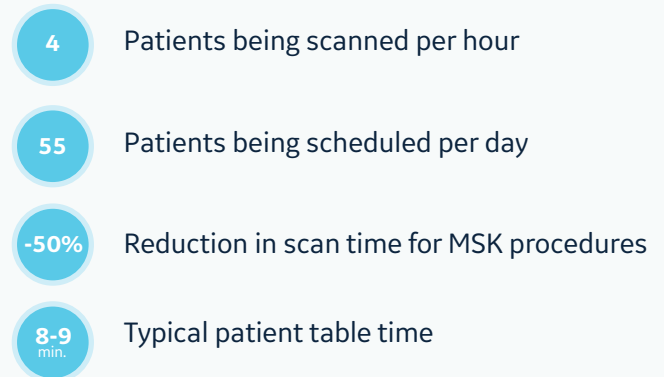 4 Patients being scanned per hour
55 Patients being scheduled per day
-50% Reduction in scan time for MSK procedures
8-9 min. Typical patient table time